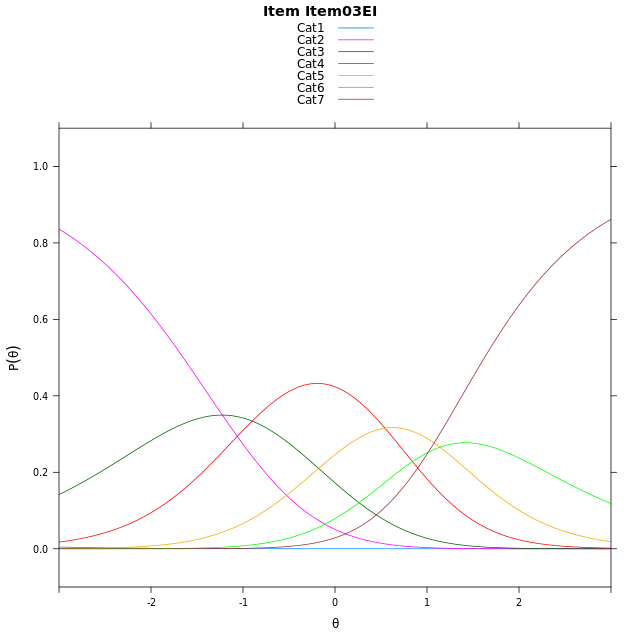 Item Item03EI
Cat1
Cat2
Cat3
Cat4
Cat5
Cat6
Cat7
1.0
0.8
0.6
0.4
0.2
0.0
P(θ)
-2
-1
0
1
2
θ